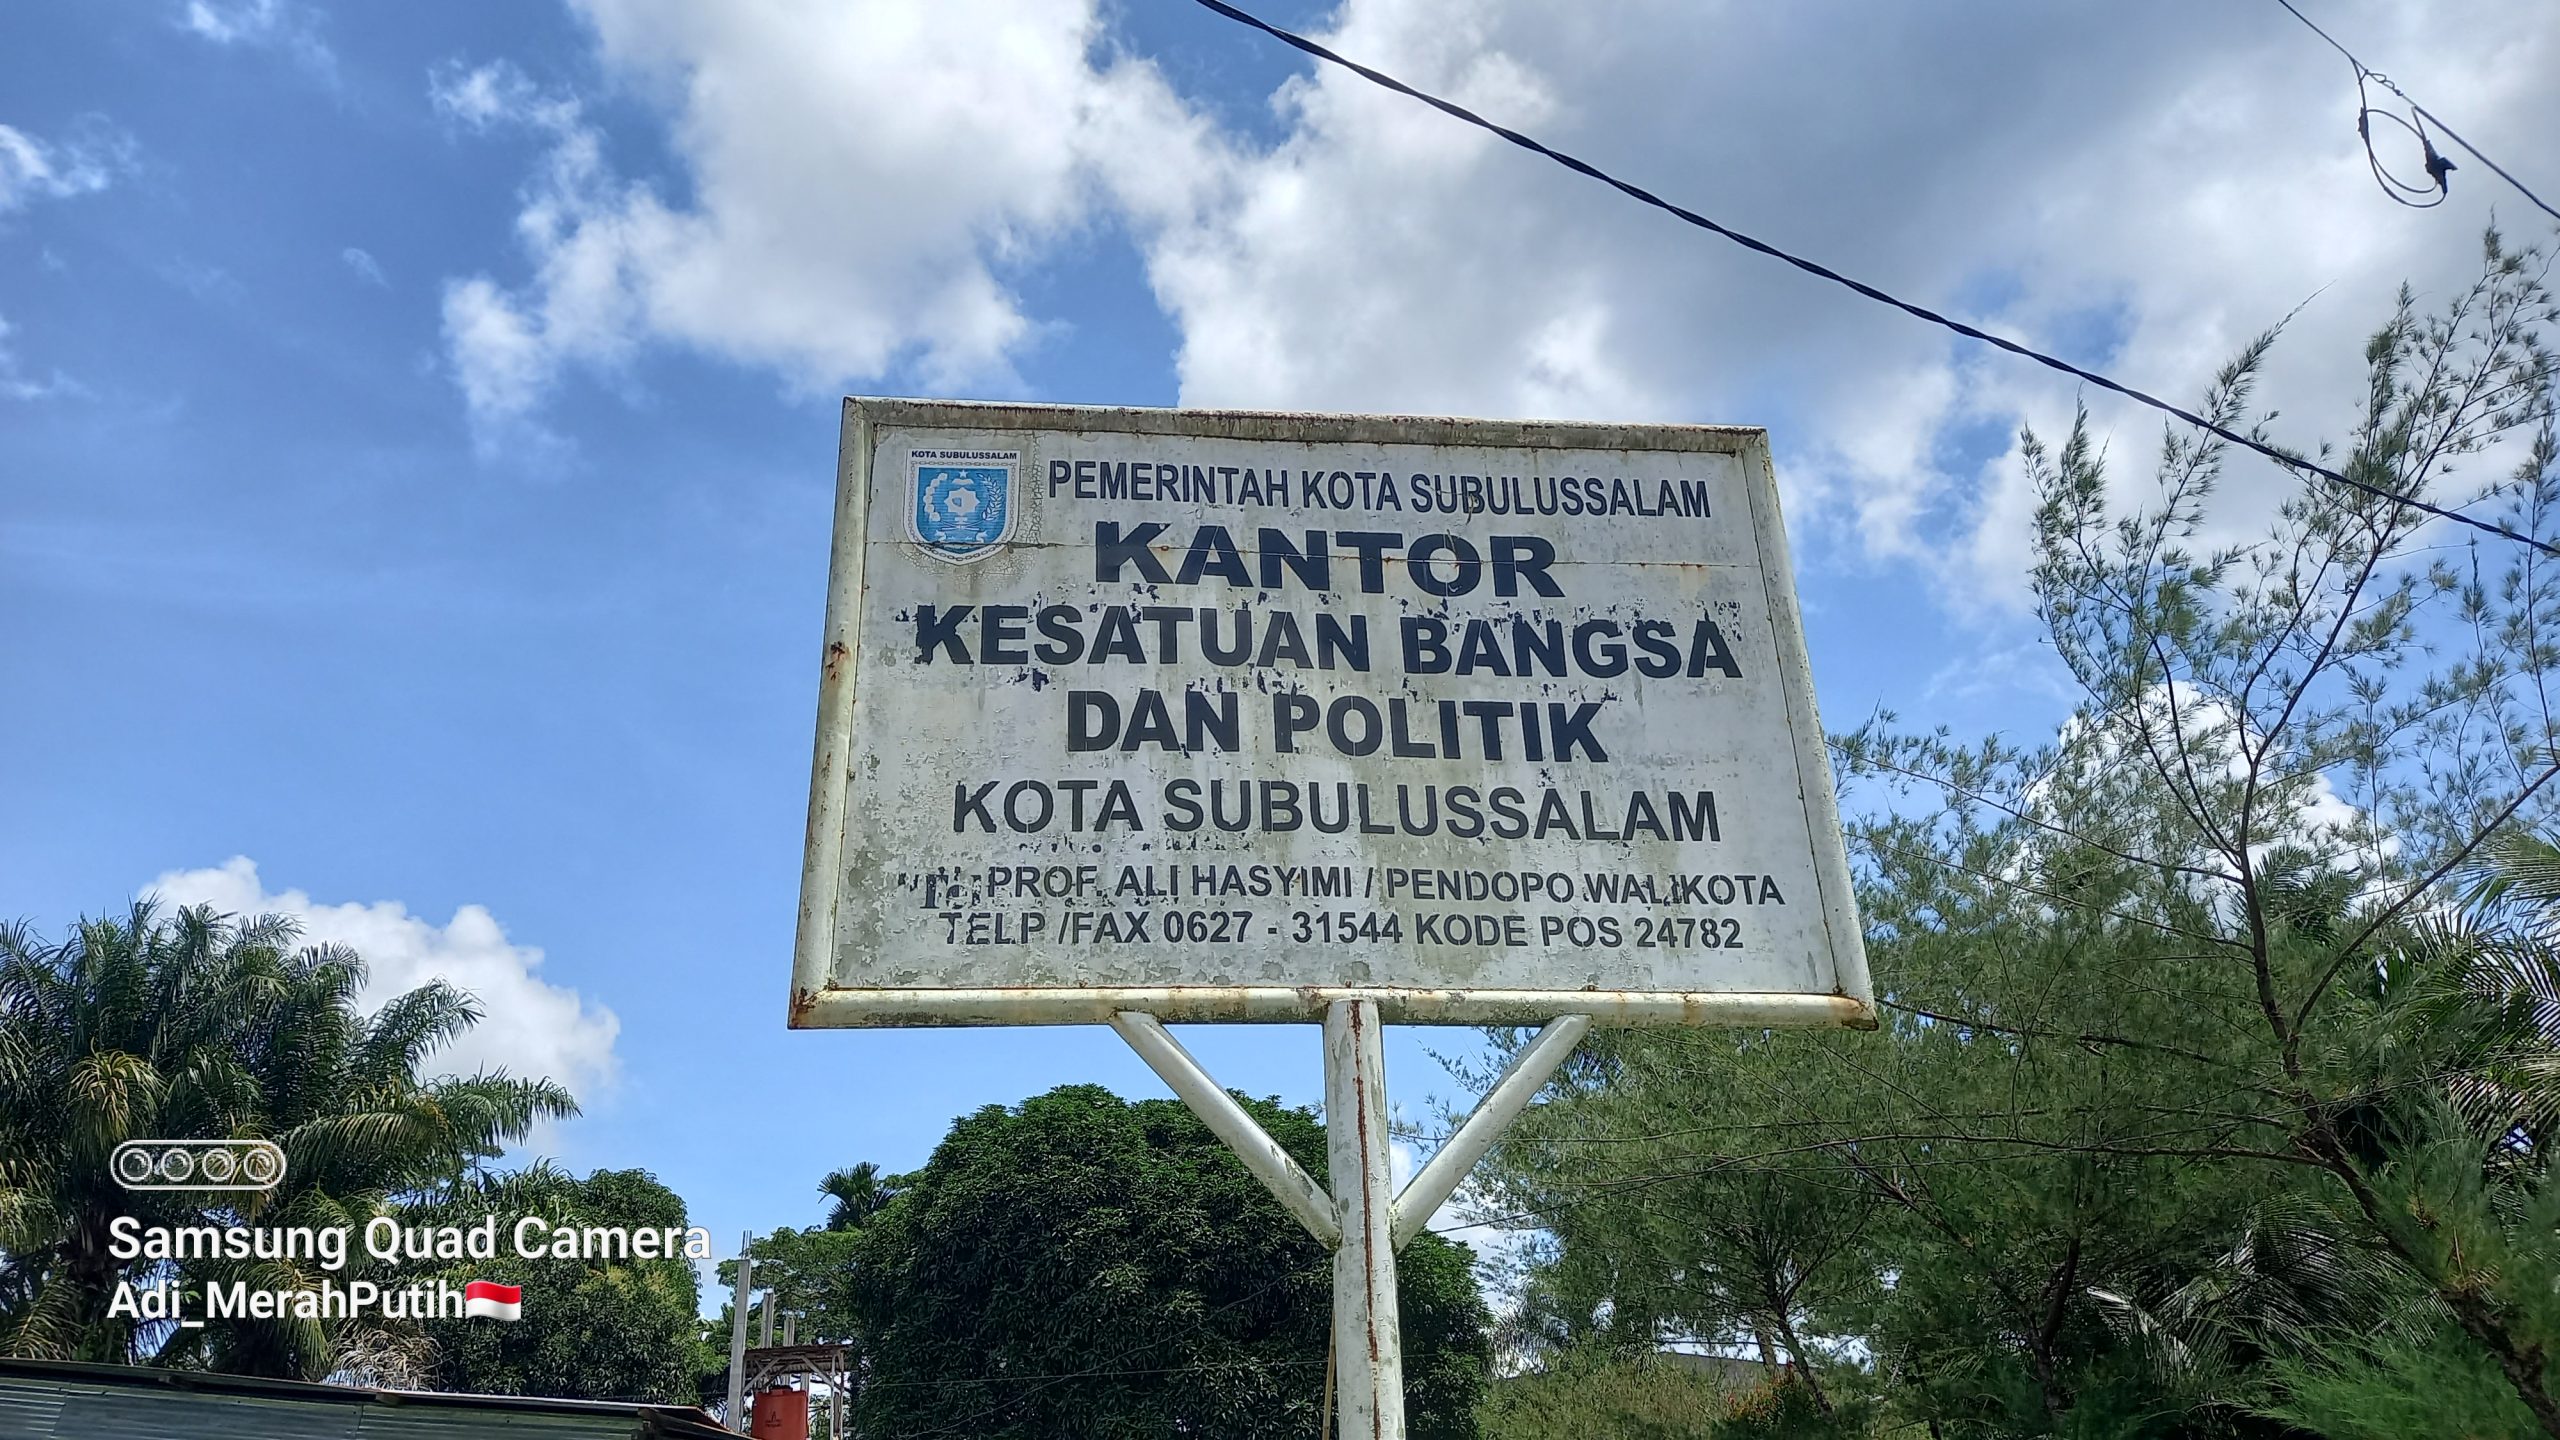 KOTA SUBULUSSALAM
PEMERINTAH KOTA SUBULUSSALAM
KANTOR
KESATUAN BANGSA
DAN POLITIK
KOTA SUBULUSSALAM
PROF. ALI HASYIMI / PENDOPO WALIKOTA
TELP /FAX 0627 - 31544 KODE POS 24782
Samsung Quad Camera
Adi_MerahPutih🇮🇩